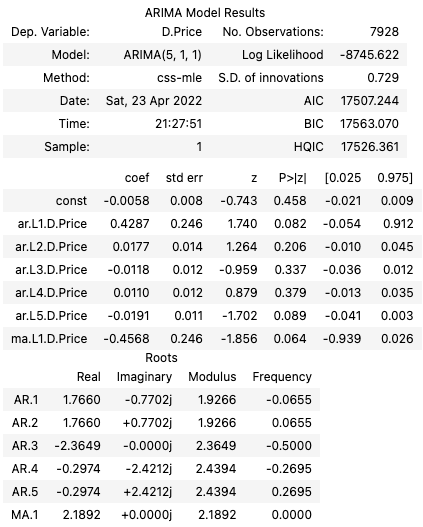 ARIMA Model Results
Dep. Variable: D.Price No. Observations: 7928
Model: ARIMA(5, 1, 1) Log Likelihood -8745.622
Method: css-mle S.D. of innovations 0.729
Date: Sat, 23 Apr 2022 AIC 17507.244
Time: 21:27:51 BIC 17563.070
Sample: 1 HQIC 17526.361
coef std err z P>|z| [0.025 0.975]
const -0.0058 0.008 -0.743 0.458 -0.021 0.009
ar.L1.D.Price 0.4287 0.246 1.740 0.082 -0.054 0.912
ar.L2.D.Price 0.0177 0.014 1.264 0.206 -0.010 0.045
ar.L3.D.Price -0.0118 0.012 -0.959 0.337 -0.036 0.012
ar.L4.D.Price 0.0110 0.012 0.879 0.379 -0.013 0.035
ar.L5.D.Price -0.0191 0.011 -1.702 0.089 -0.041 0.003
ma.L1.D.Price -0.4568 0.246 -1.856 0.064 -0.939 0.026
Roots
Real Imaginary Modulus Frequency
AR.1 1.7660 -0.7702j 1.9266 -0.0655
AR.2 1.7660 +0.7702j 1.9266 0.0655
AR.3 -2.3649 -0.0000j 2.3649 -0.5000
AR.4 -0.2974 -2.4212j 2.4394 -0.2695
AR.5 -0.2974 +2.4212j 2.4394 0.2695
MA.1 2.1892 +0.0000j 2.1892 0.0000